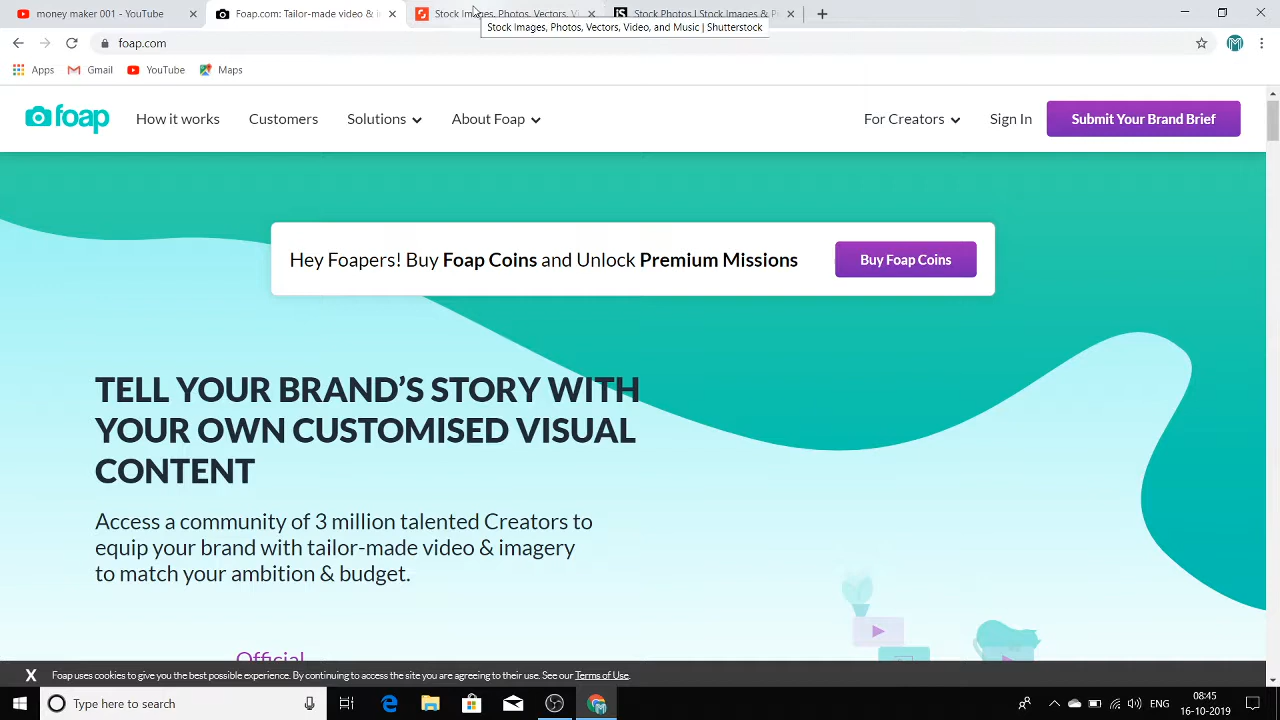 money maker 001 - YouTube
Foap.com: Tailor-made video & i
Stock Images, Photos, Vectors, Vi
Stock Photos | Stock Images & P
Stock Images, Photos, Vectors, Video, and Music | Shutterstock
foap.com
Apps
Gmail
YouTube
Maps
foap
How it works
Customers
Solutions
About Foap
For Creators
Sign In
Submit Your Brand Brief
Hey Foapers! Buy Foap Coins and Unlock Premium Missions
Buy Foap Coins
TELL YOUR BRAND'S STORY WITH
YOUR OWN CUSTOMISED VISUAL
CONTENT
Access a community of 3 million talented Creators to
equip your brand with tailor-made video & imagery
to match your ambition & budget.
Official
X Foap uses cookies to give you the best possible experience. By continuing to access the site you are agreeing to their use. See our Terms of Use.
Type here to search
ENG
08:45
16-10-2019